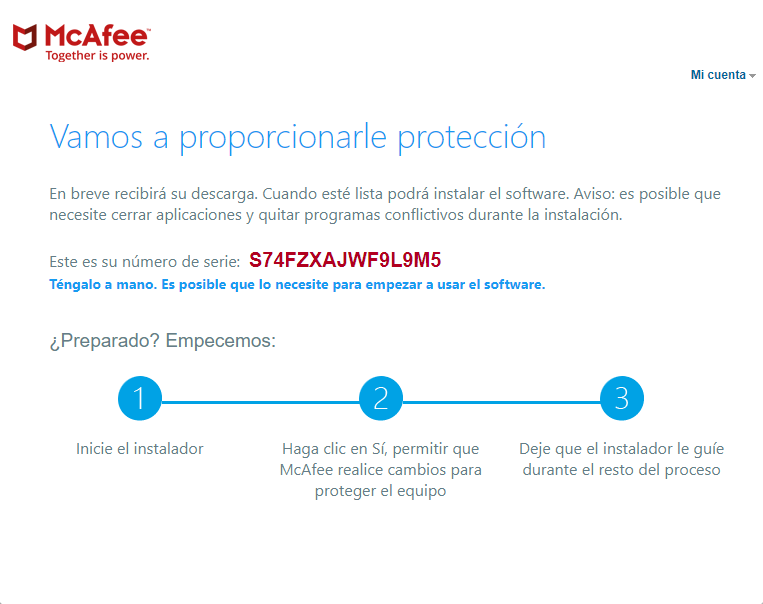 McAfee™
Together is power.
Mi cuenta
Vamos a proporcionarle protección
En breve recibirá su descarga. Cuando esté lista podrá instalar el software. Aviso: es posible que
necesite cerrar aplicaciones y quitar programas conflictivos durante la instalación.
Este es su número de serie: S74FZXAJWF9L9M5
Téngalo a mano. Es posible que lo necesite para empezar a usar el software.
¿Preparado? Empecemos:
1 2 3
Inicie el instalador
Haga clic en Sí, permitir que
McAfee realice cambios para
proteger el equipo
Deje que el instalador le guíe
durante el resto del proceso